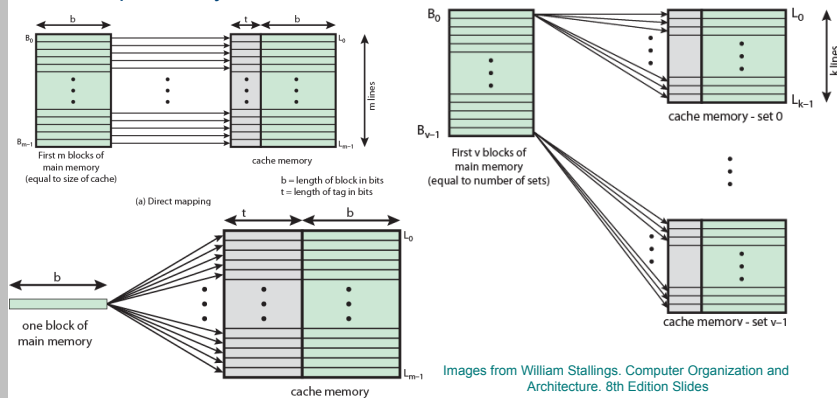 b
t
b
B0
L0
m lines
Bm–1
Lm–1
First m blocks of
main memory
(equal to size of cache)
cache memory
b = length of block in bits
t = length of tag in bits
(a) Direct mapping
t
b
b
L0
one block of
main memory
Lm–1
cache memory
B0
L0
k lines
Lk–1
cache memory - set 0
Bv–1
First v blocks of
main memory
(equal to number of sets)
cache memory - set v–1
Images from William Stallings. Computer Organization and
Architecture. 8th Edition Slides